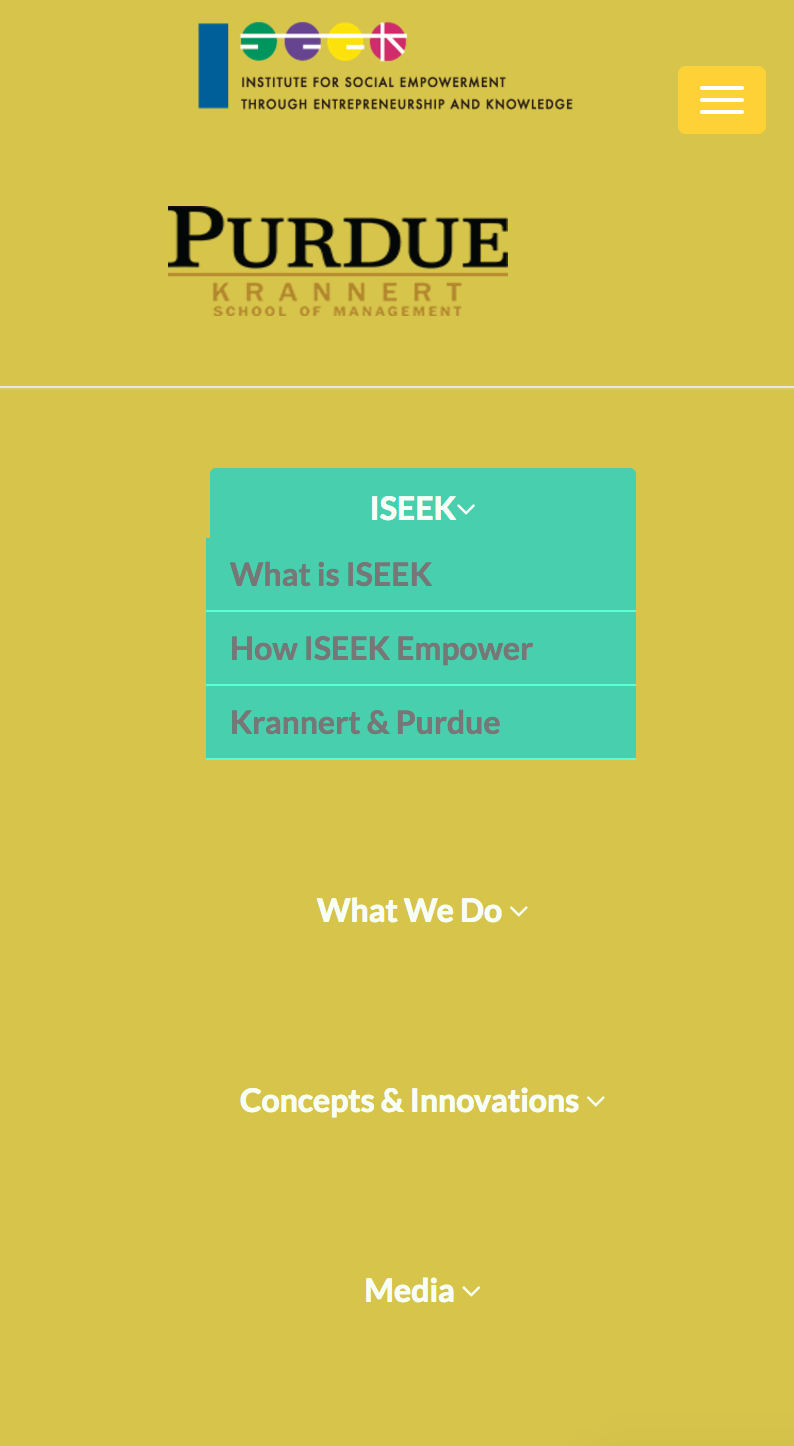 ISEEK
INSTITUTE FOR SOCIAL EMPOWERMENT
THROUGH ENTREPRENEURSHIP AND KNOWLEDGE
PURDUE
KRANNERT
SCHOOL OF MANAGEMENT
ISEEK
What is ISEEK
How ISEEK Empower
Krannert & Purdue
What We Do
Concepts & Innovations
Media